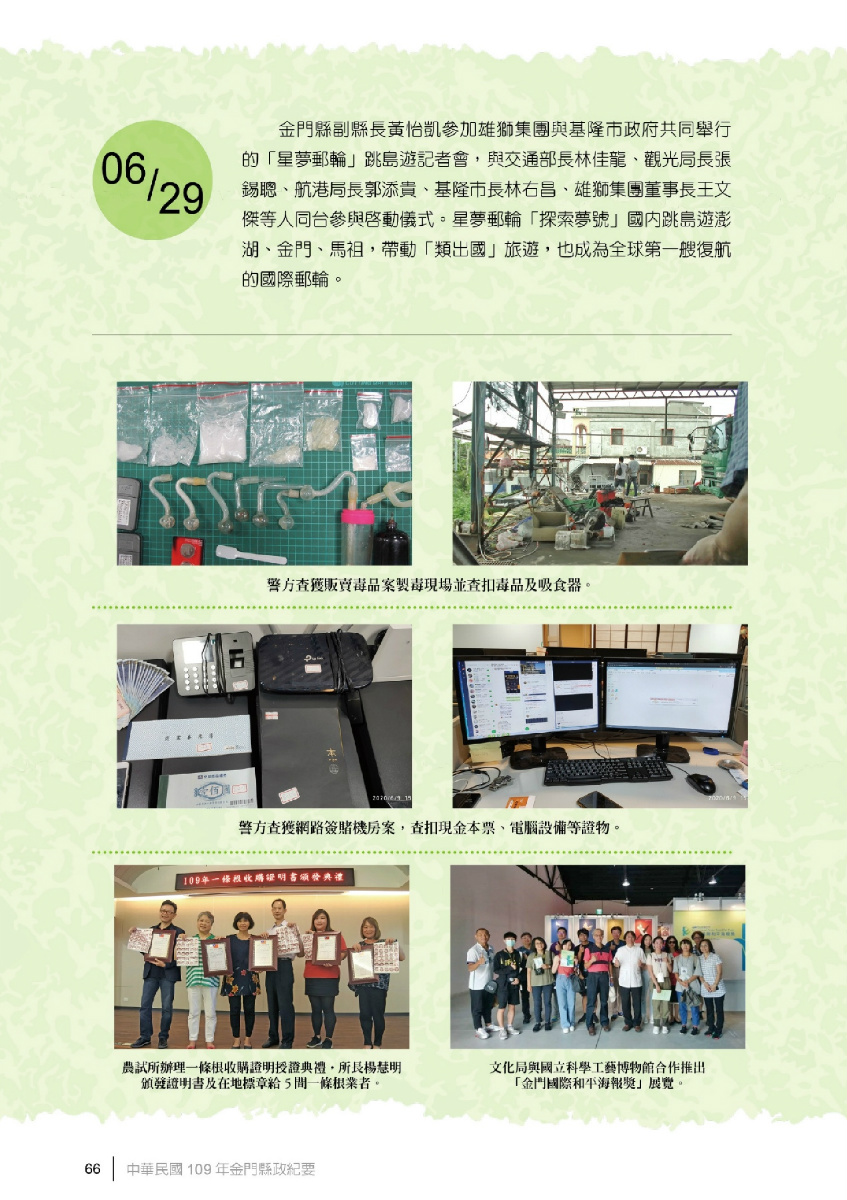 06/29
金門縣副縣長黃怡凱參加雄獅集團與基隆市政府共同舉行
的「星夢郵輪」跳島遊記者會，與交通部長林佳龍、觀光局長張
錫聰、航港局長郭添貴、基隆市長林右昌、雄獅集團董事長王文
傑等人同台參與啓動儀式。星夢郵輪「探索夢號」國內跳島遊澎
湖、金門、馬祖，帶動「類出國」旅遊，也成為全球第一艘復航
的國際郵輪。
警方查獲販賣毒品案製毒現場並查扣毒品及吸食器。
警方查獲網路簽賭機房案，查扣現金本票、電腦設備等證物。
109年一條根收購證明書頒發典禮
農試所辦理一條根收購證明授證典禮，所長楊慧明
頒發證明書及在地標章給 5 間一條根業者。
文化局與國立科學工藝博物館合作推出
「金門國際和平海報獎」展覽。
66
中華民國 109 年金門縣政紀要